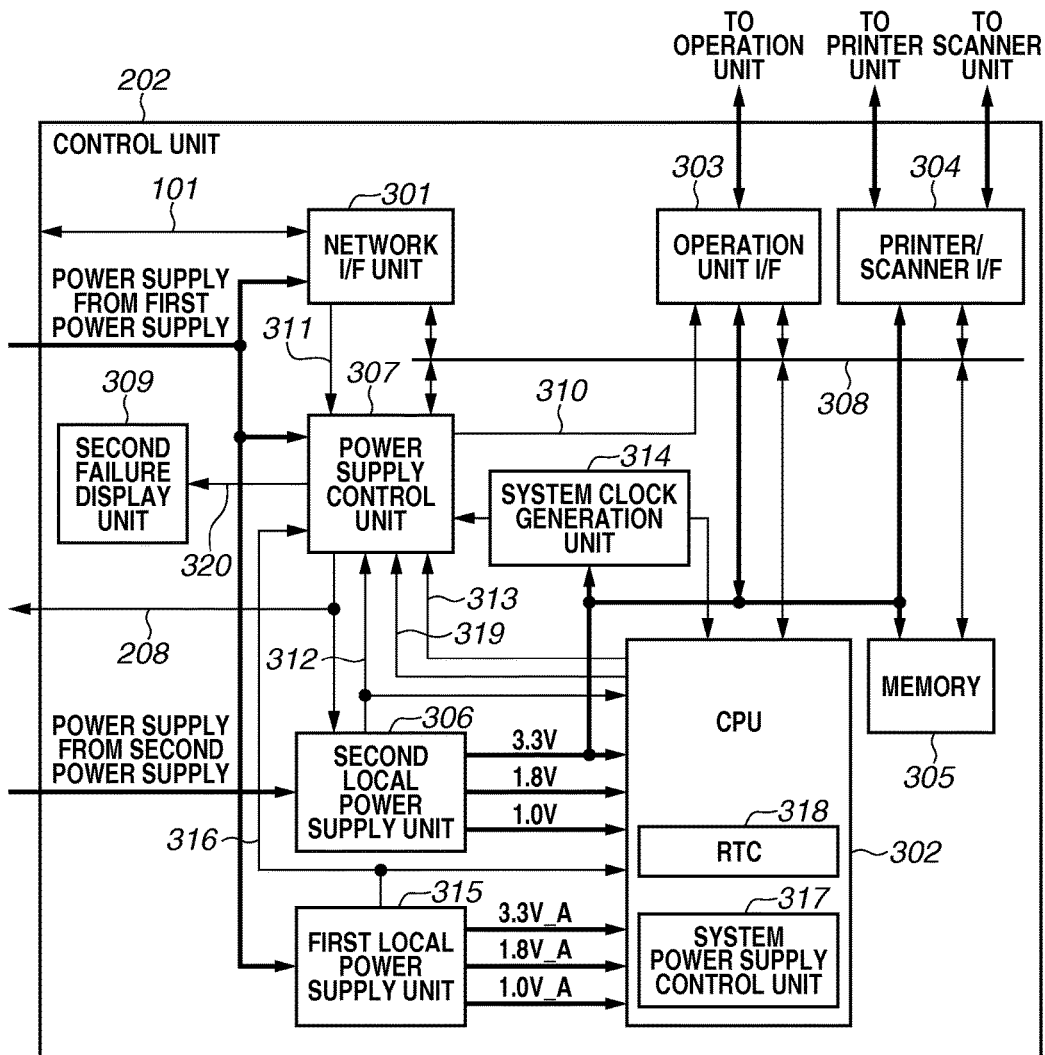 TO
OPERATION
UNIT
TO
PRINTER
UNIT
TO
SCANNER
UNIT
202
CONTROL UNIT
101
301
NETWORK
I/F UNIT
303
OPERATION
UNIT I/F
304
PRINTER/
SCANNER I/F
POWER SUPPLY
FROM FIRST
POWER SUPPLY
311
308
309
SECOND
FAILURE
DISPLAY
UNIT
307
POWER
SUPPLY
CONTROL
UNIT
310
314
SYSTEM CLOCK
GENERATION
UNIT
320
313
319
208
312
CPU
MEMORY
305
POWER SUPPLY
FROM SECOND
POWER SUPPLY
306
SECOND
LOCAL
POWER
SUPPLY UNIT
3.3V
1.8V
1.0V
316
318
RTC
302
315
FIRST LOCAL
POWER
SUPPLY UNIT
3.3V_A
1.8V_A
1.0V_A
317
SYSTEM
POWER SUPPLY
CONTROL UNIT